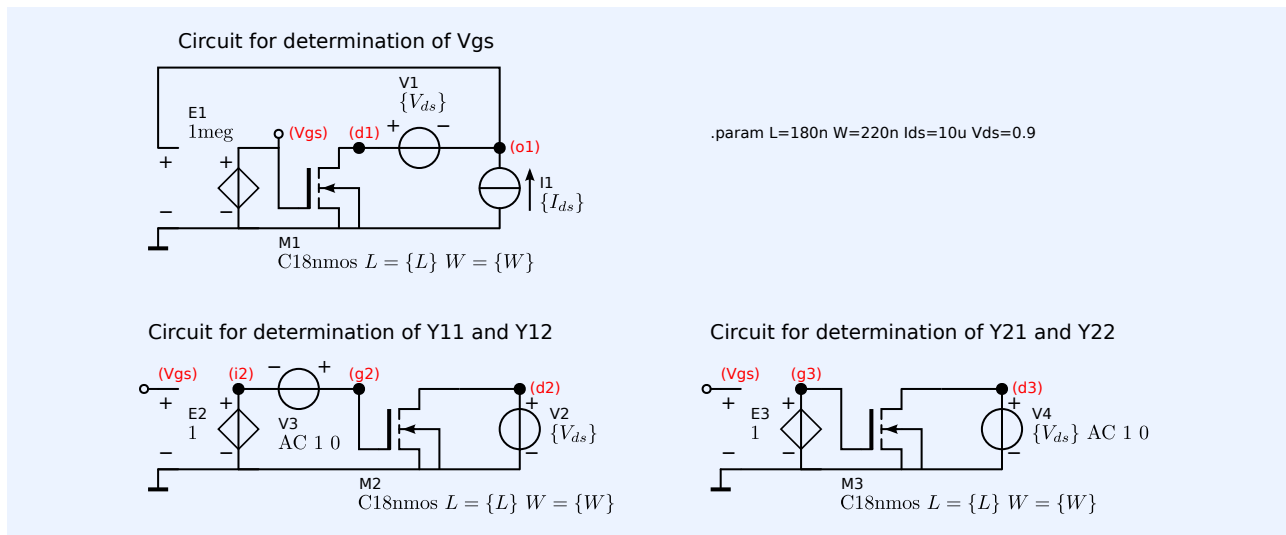 Circuit for determination of Vgs
V1
{V_ds}
E1
1meg
(Vgs)
(d1)
+
−
(o1)
+
+
I1
{I_ds}
−
−
M1
C18nmos L = {L} W = {W}
.param L=180n W=220n Ids=10u Vds=0.9
Circuit for determination of Y11 and Y12
(Vgs)
(i2)
−
+
(g2)
(d2)
+
+
+
E2
1
V3
AC 1 0
V2
{V_ds}
−
−
−
M2
C18nmos L = {L} W = {W}
Circuit for determination of Y21 and Y22
(Vgs)
(g3)
(d3)
+
+
+
E3
1
V4
{V_ds} AC 1 0
−
−
−
M3
C18nmos L = {L} W = {W}